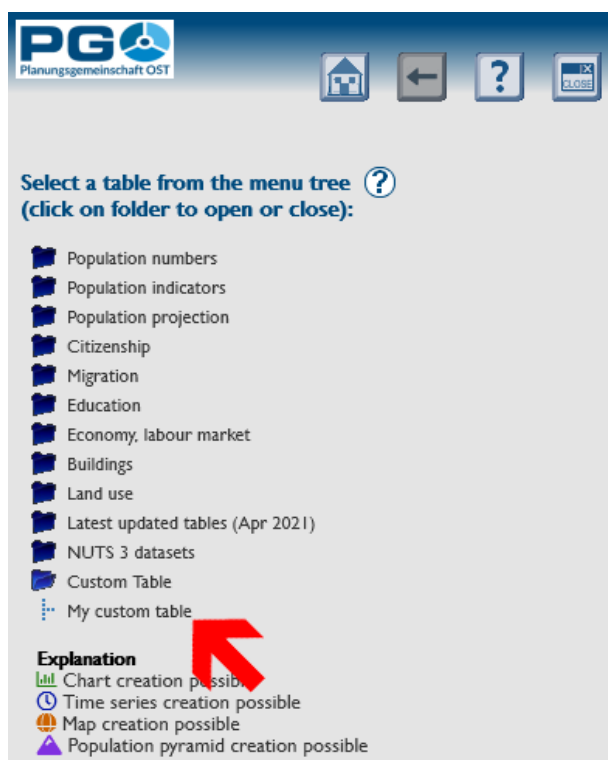 PGO
Planungsgemeinschaft OST
?
CLOSE
Select a table from the menu tree ?
(click on folder to open or close):
Population numbers
Population indicators
Population projection
Citizenship
Migration
Education
Economy, labour market
Buildings
Land use
Latest updated tables (Apr 2021)
NUTS 3 datasets
Custom Table
My custom table
Explanation
Chart creation possible
Time series creation possible
Map creation possible
Population pyramid creation possible